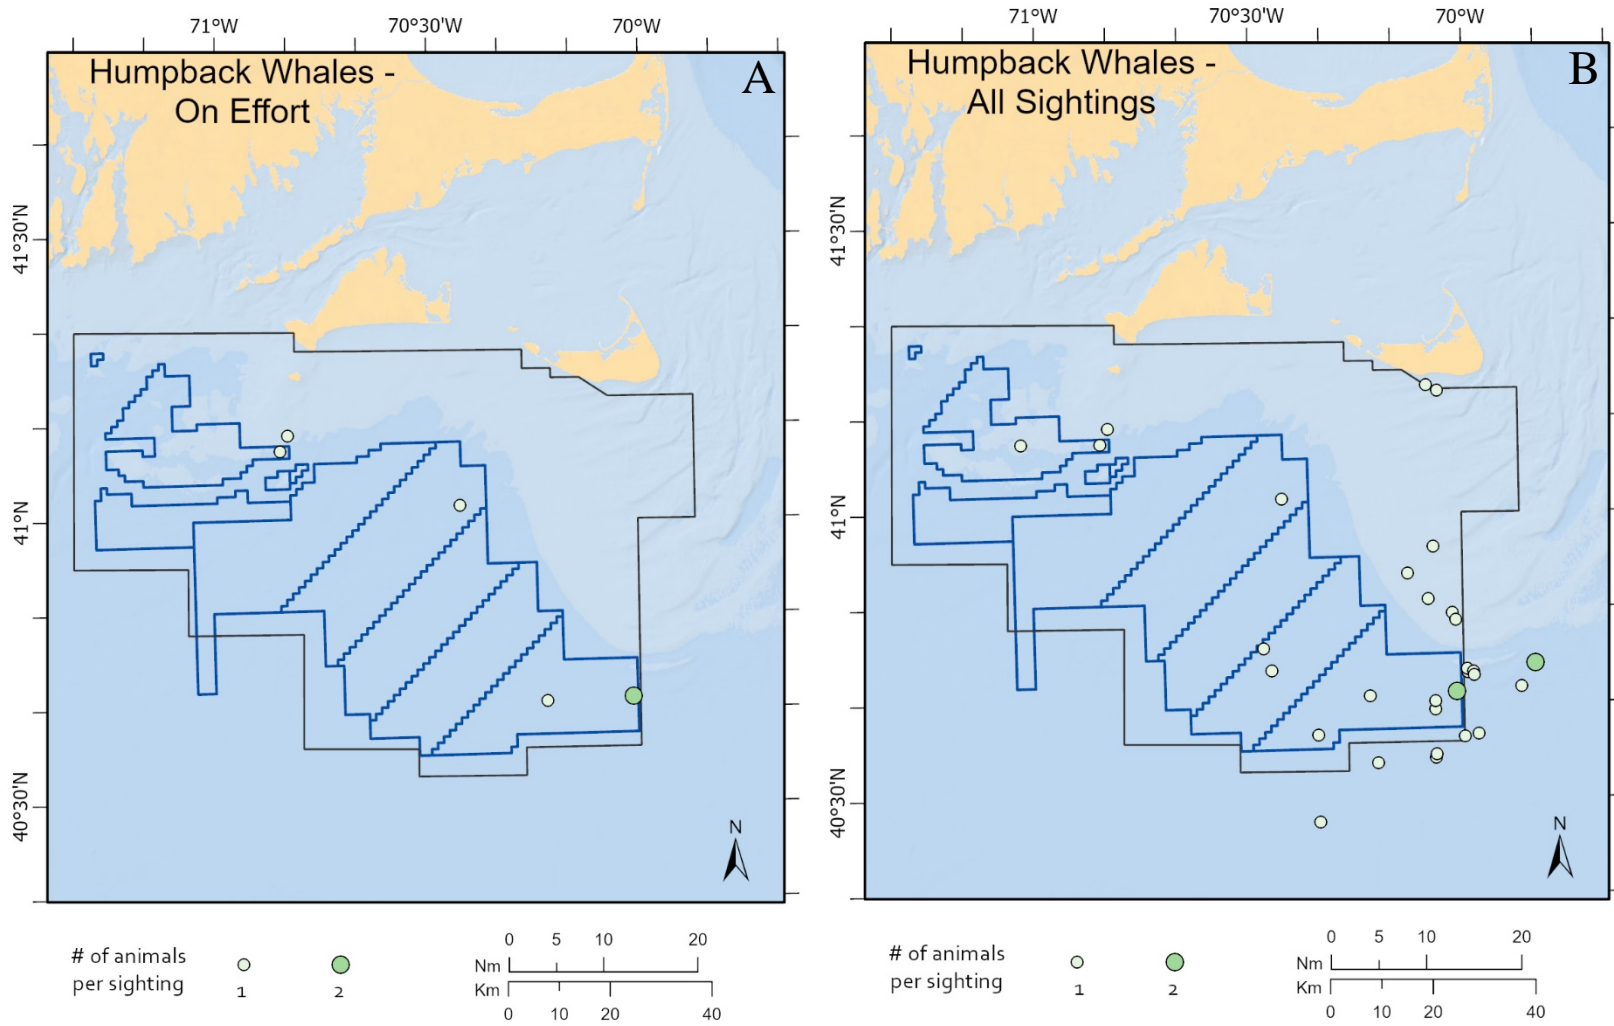 71°W
70°30'W
70°W
Humpback Whales -
On Effort
A
41°30'N
41°N
40°30'N
N
# of animals
per sighting
1
2
0 5 10 20
Nm
Km
0 10 20 40
71°W
70°30'W
70°W
Humpback Whales -
All Sightings
B
41°30'N
41°N
40°30'N
N
# of animals
per sighting
1
2
0 5 10 20
Nm
Km
0 10 20 40